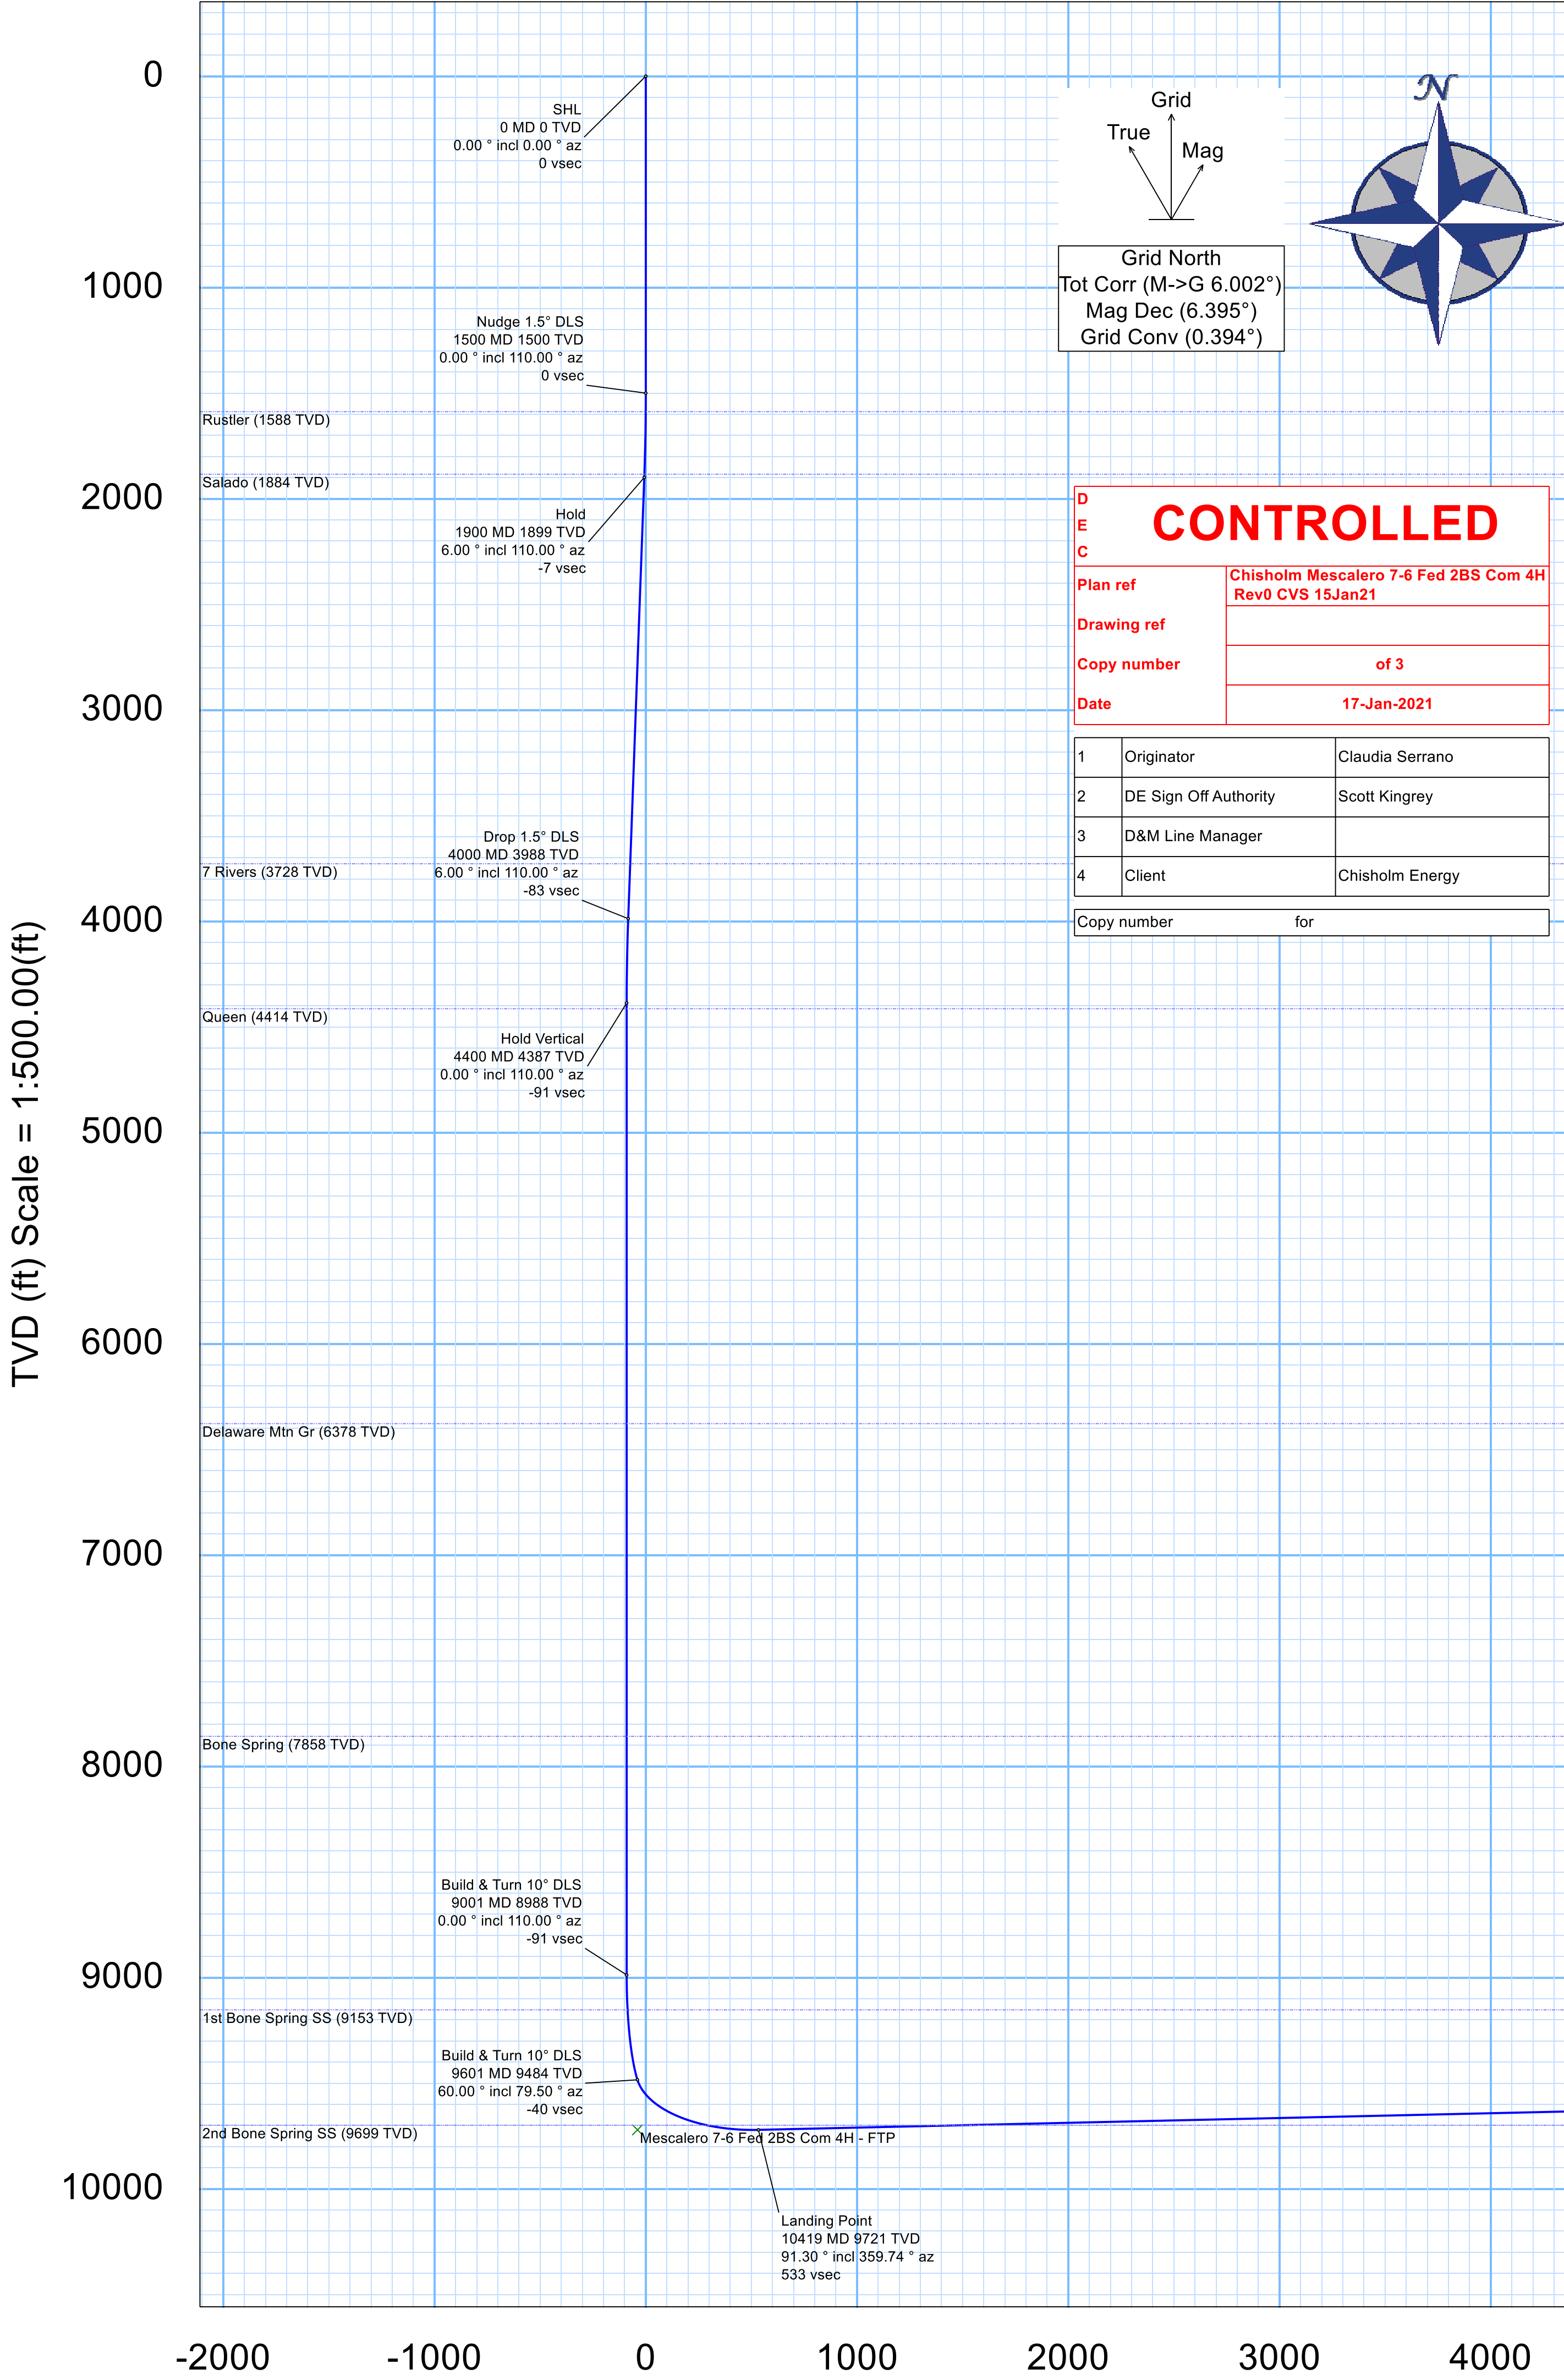 0
SHL
0 MD 0 TVD
0.00 ° incl 0.00 ° az
0 vsec
Grid
True
Mag
N
1000
Grid North
Tot Corr (M->G 6.002°)
Mag Dec (6.395°)
Grid Conv (0.394°)
Nudge 1.5° DLS
1500 MD 1500 TVD
0.00 ° incl 110.00 ° az
0 vsec
Rustler (1588 TVD)
Salado (1884 TVD)
2000
Hold
1900 MD 1899 TVD
6.00 ° incl 110.00 ° az
-7 vsec
D
E
C
CONTROLLED
Plan ref
Chisholm Mescalero 7-6 Fed 2BS Com 4H
Rev0 CVS 15Jan21
Drawing ref
Copy number of 3
Date 17-Jan-2021
3000
1 Originator Claudia Serrano
2 DE Sign Off Authority Scott Kingrey
3 D&M Line Manager
4 Client Chisholm Energy
Copy number for
Drop 1.5° DLS
4000 MD 3988 TVD
6.00 ° incl 110.00 ° az
-83 vsec
7 Rivers (3728 TVD)
4000
Queen (4414 TVD)
Hold Vertical
4400 MD 4387 TVD
0.00 ° incl 110.00 ° az
-91 vsec
TVD (ft) Scale = 1:500.00(ft)
5000
6000
Delaware Mtn Gr (6378 TVD)
7000
Bone Spring (7858 TVD)
8000
Build & Turn 10° DLS
9001 MD 8988 TVD
0.00 ° incl 110.00 ° az
-91 vsec
9000
1st Bone Spring SS (9153 TVD)
Build & Turn 10° DLS
9601 MD 9484 TVD
60.00 ° incl 79.50 ° az
-40 vsec
2nd Bone Spring SS (9699 TVD)
Mescalero 7-6 Fed 2BS Com 4H - FTP
10000
Landing Point
10419 MD 9721 TVD
91.30 ° incl 359.74 ° az
533 vsec
-2000 -1000 0 1000 2000 3000 4000